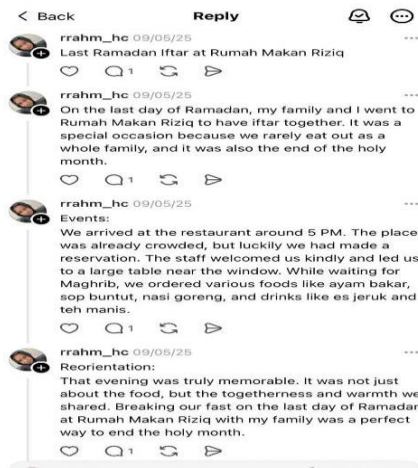 Back
Reply
rrahm_hc 09/05/25
Last Ramadan Iftar at Rumah Makan Riziq
1
rrahm_hc 09/05/25
On the last day of Ramadan, my family and I went to
Rumah Makan Riziq to have iftar together. It was a
special occasion because we rarely eat out as a
whole family, and it was also the end of the holy
month.
1
rrahm_hc 09/05/25
Events:
We arrived at the restaurant around 5 PM. The place
was already crowded, but luckily we had made a
reservation. The staff welcomed us kindly and led us
to a large table near the window. While waiting for
Maghrib, we ordered various foods like ayam bakar,
sop buntut, nasi goreng, and drinks like es jeruk and
teh manis.
1
rrahm_hc 09/05/25
Reorientation:
That evening was truly memorable. It was not just
about the food, but the togetherness and warmth we
shared. Breaking our fast on the last day of Ramadan
at Rumah Makan Riziq with my family was a perfect
way to end the holy month.
1